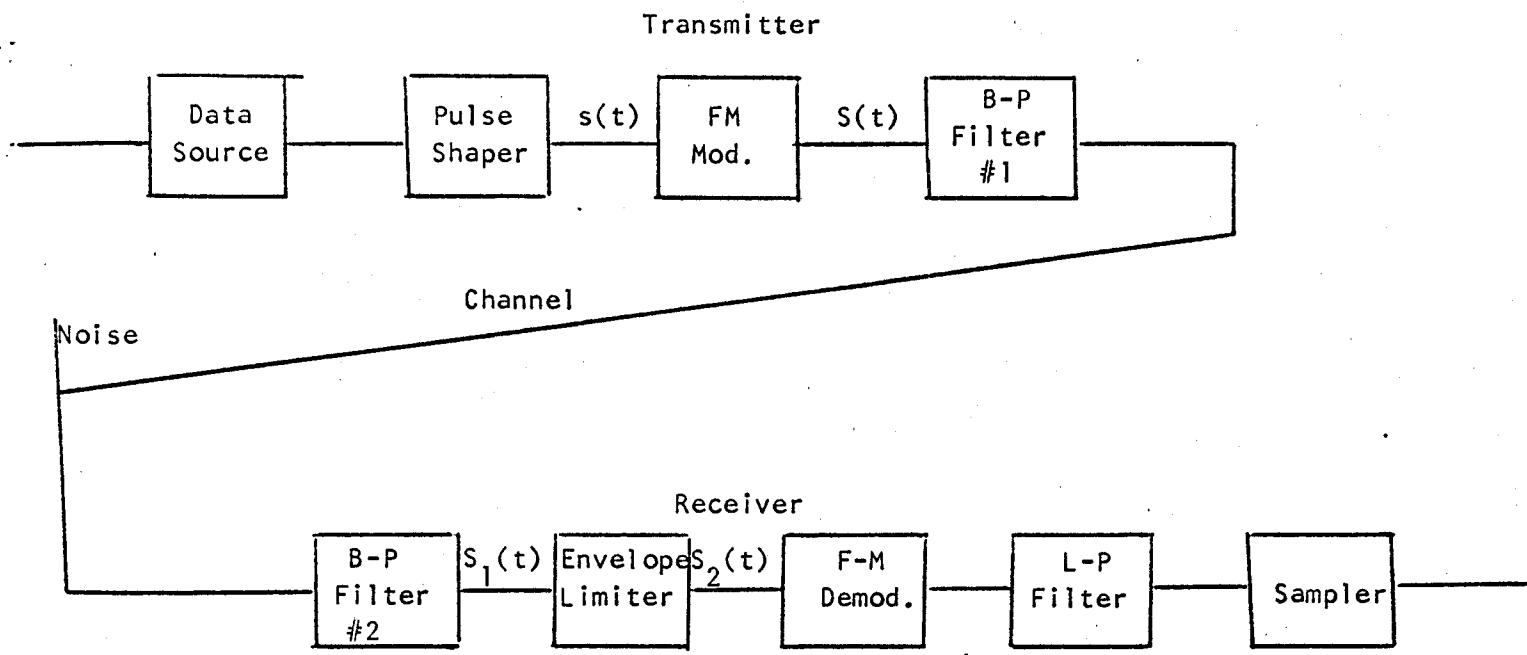 Transmitter
Data
Source
Pulse
Shaper
s(t)
FM
Mod.
S(t)
B-P
Filter
#1
Channel
Noise
Receiver
B-P
Filter
#2
S₁(t)
Envelope
Limiter
S₂(t)
F-M
Demod.
L-P
Filter
Sampler